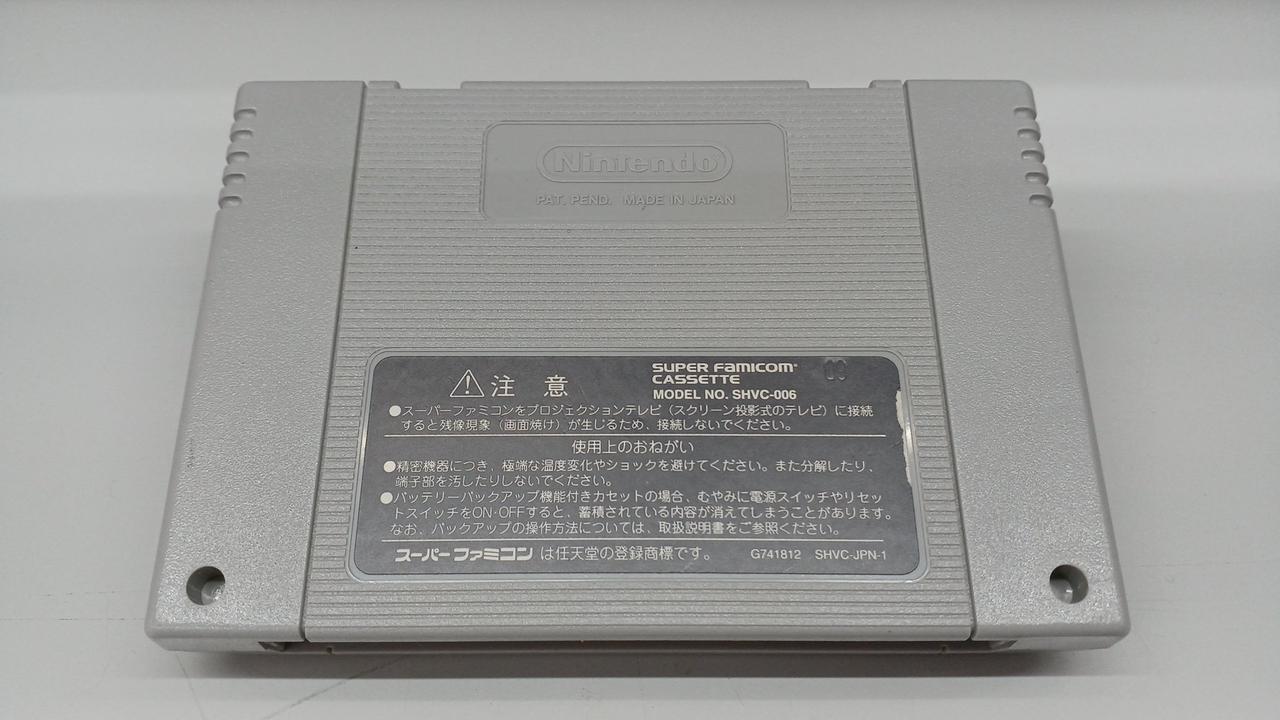 Nintendo
PAT. PEND. MADE IN JAPAN
⚠注 意
SUPER FAMICOM
CASSETTE
MODEL NO. SHVC-006
●スーパーファミコンをプロジェクションテレビ（スクリーン投影式のテレビ）に接続
すると残像現象（画面焼け）が生じるため、接続しないでください。
使用上のおねがい
●精密機器につき、極端な温度変化やショックを避けてください。また分解したり、
端子部を汚したりしないでください。
●バッテリーバックアップ機能付きカセットの場合、むやみに電源スイッチやリセッ
トスイッチをON・OFFすると、蓄積されている内容が消えてしまうことがあります。
なお、バックアップの操作方法については、取扱説明書をご参照ください。
スーパーファミコン は任天堂の登録商標です。 G741812 SHVC-JPN-1